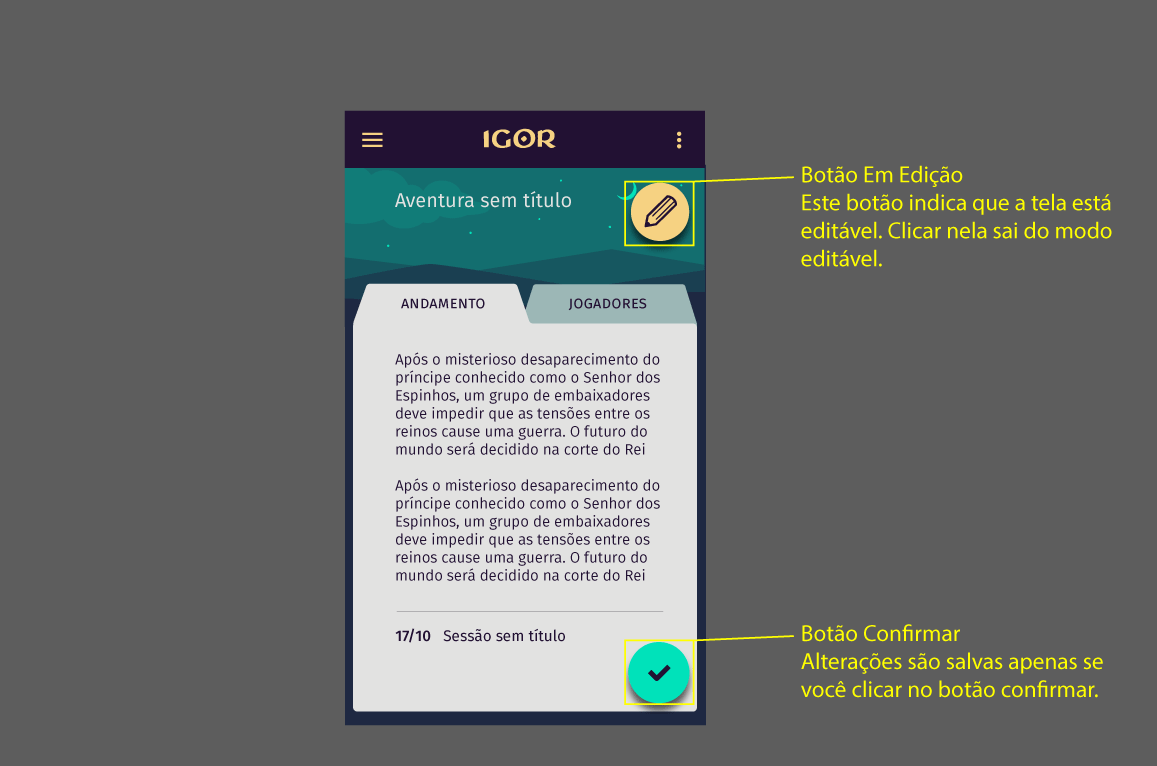 IGOR
Aventura sem título
ANDAMENTO
JOGADORES
Após o misterioso desaparecimento do
príncipe conhecido como o Senhor dos
Espinhos, um grupo de embaixadores
deve impedir que as tensões entre os
reinos cause uma guerra. O futuro do
mundo será decidido na corte do Rei
Após o misterioso desaparecimento do
príncipe conhecido como o Senhor dos
Espinhos, um grupo de embaixadores
deve impedir que as tensões entre os
reinos cause uma guerra. O futuro do
mundo será decidido na corte do Rei
17/10 Sessão sem título
Botão Em Edição
Este botão indica que a tela está
editável. Clicar nela sai do modo
editável.
Botão Confirmar
Alterações são salvas apenas se
você clicar no botão confirmar.